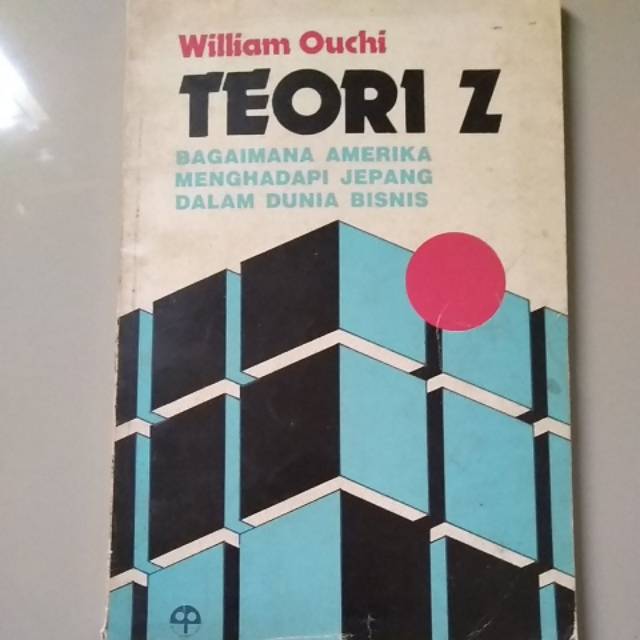 William Ouchi
TEORI Z
BAGAIMANA AMERIKA
MENGHADAPI JEPANG
DALAM DUNIA BISNIS